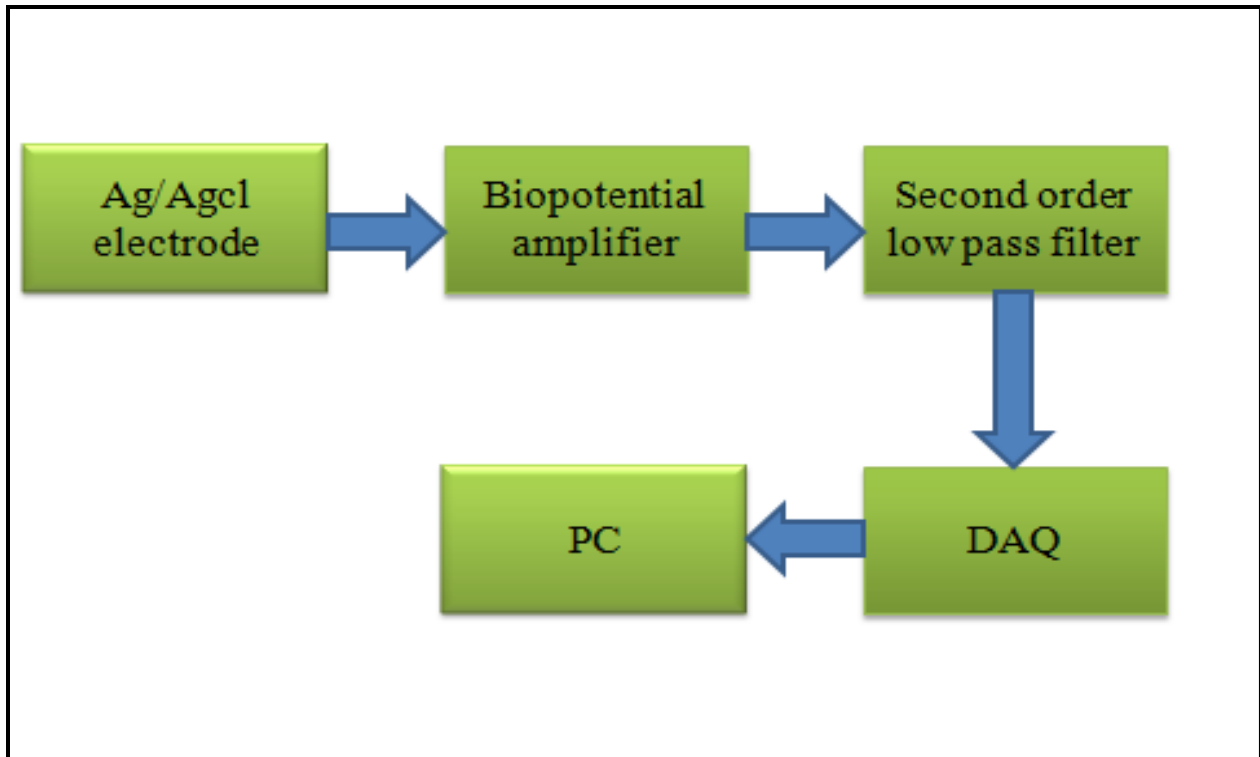 Ag/Agcl
electrode
Biopotential
amplifier
Second order
low pass filter
DAQ
PC